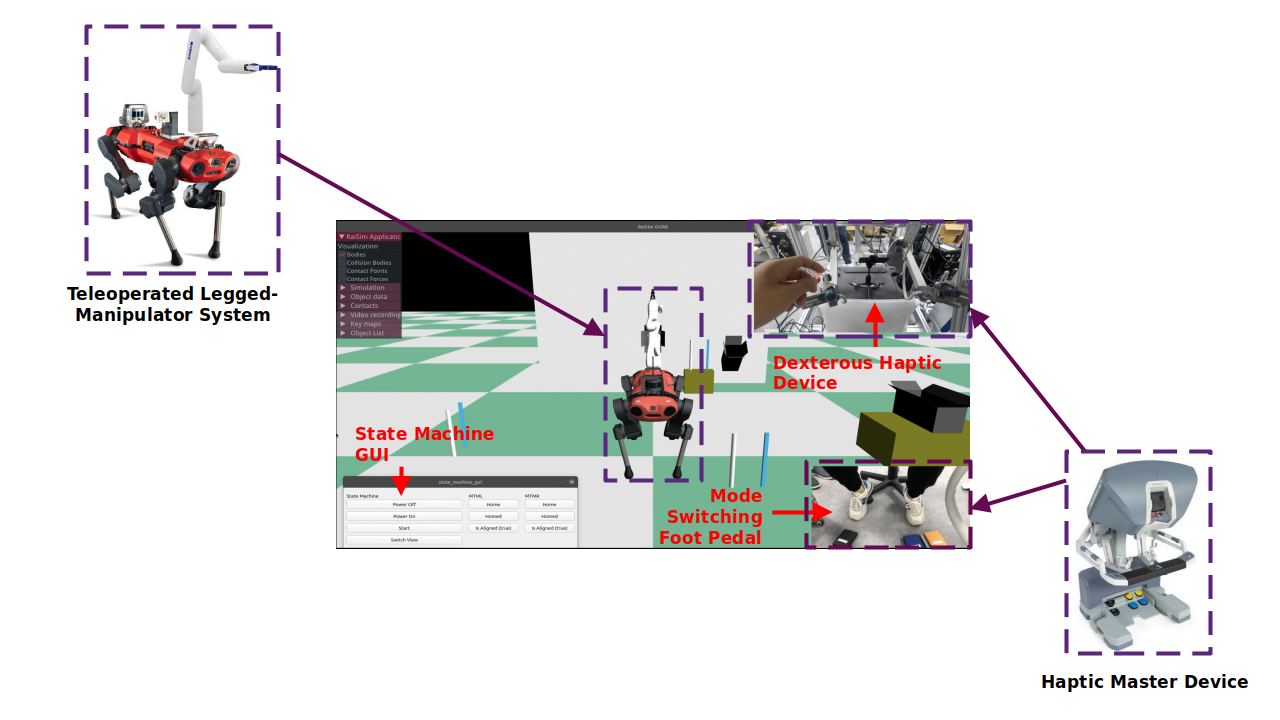 Teleoperated Legged-
Manipulator System
RaiSim OGRE
▼ RaiSim Applicatic
Visualization
Bodies
Collision Bodies
Contact Points
Contact Forces
▶ Simulation
▶ Object data
▶ Contacts
▶ Video recording
▶ Key maps
▶ Object List
Dexterous Haptic
Device
State Machine
GUI
state_machine_gui
State Machine
MTML
MTMR
Power Off
Home
Home
Power On
Homed
Homed
Start
Is Aligned (true)
Is Aligned (true)
Switch View
Mode
Switching
Foot Pedal
Haptic Master Device